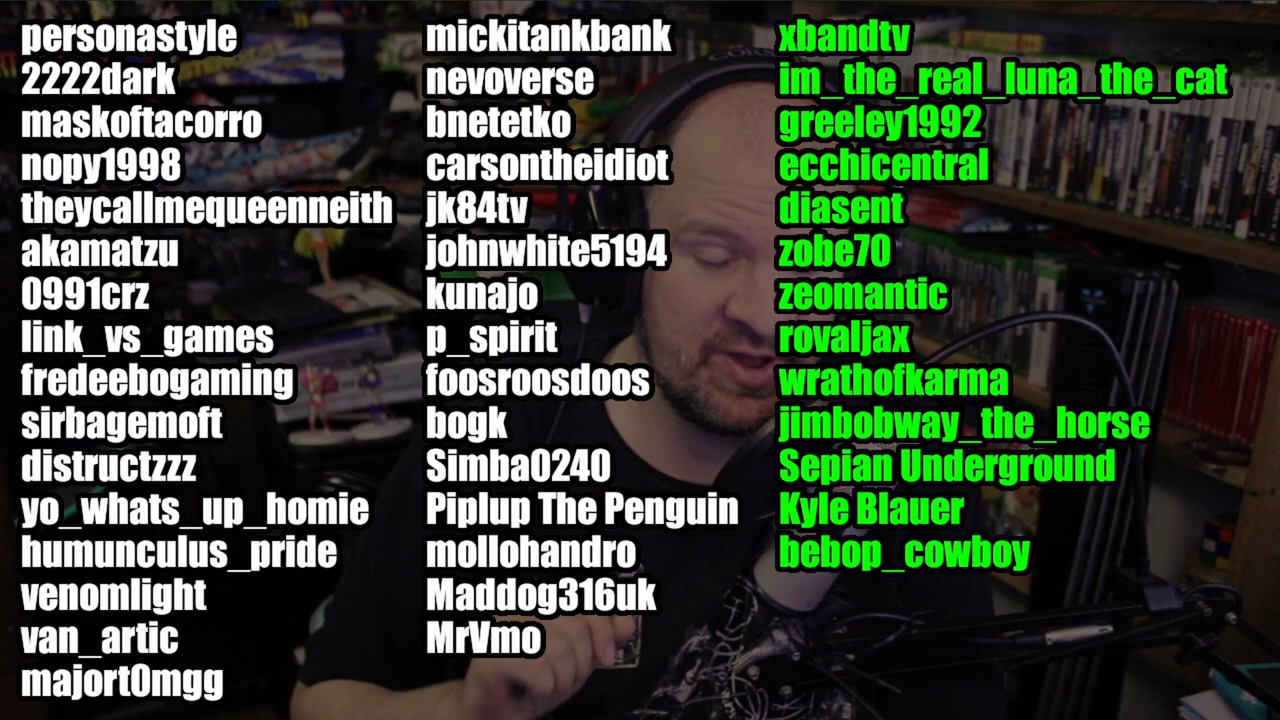 personastyle
2222dark
maskoftacorro
nopy1998
theycallmequeenneith
akamatzu
0991crz
link_vs_games
fredeebogaming
sirbagemoft
distructzzz
yo_whats_up_homie
humunculus_pride
venomlight
van_artic
majort0mgg
mickitankbank
nevoverse
bnetetko
carsontheidiot
jk84tv
johnwhite5194
kunajo
p_spirit
foosroosdoos
bogk
Simba0240
Piplup The Penguin
mollohandro
Maddog316uk
MrVmo
xbandtv
im_the_real_luna_the_cat
greeley1992
ecchicentral
diasent
zobe70
zeomantic
rovaljax
wrathofkarma
jimbobway_the_horse
Sepian Underground
Kyle Blauer
bebop_cowboy